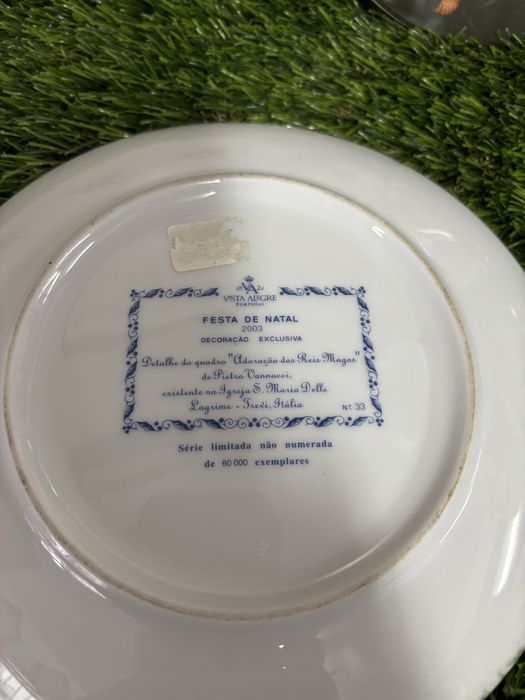 18 VA 24
VISTA ALEGRE
PORTUGAL
FESTA DE NATAL
2003
DECORAÇÃO EXCLUSIVA
Detalhe do quadro "Adoração dos Reis Magos"
de Pietro Vannucci,
existente na Igreja S. Maria Delle
Lagrime - Trevi, Itália
Nº 33
Série limitada não numerada
de 60 000 exemplares